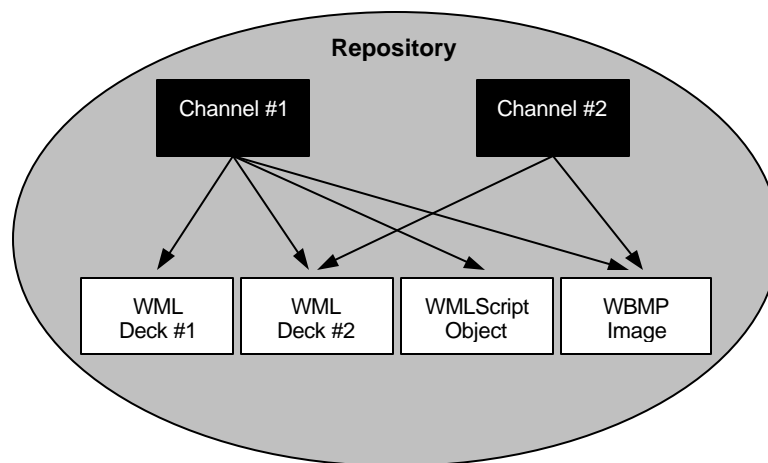 Repository
Channel #1
Channel #2
WML
Deck #1
WML
Deck #2
WMLScript
Object
WBMP
Image